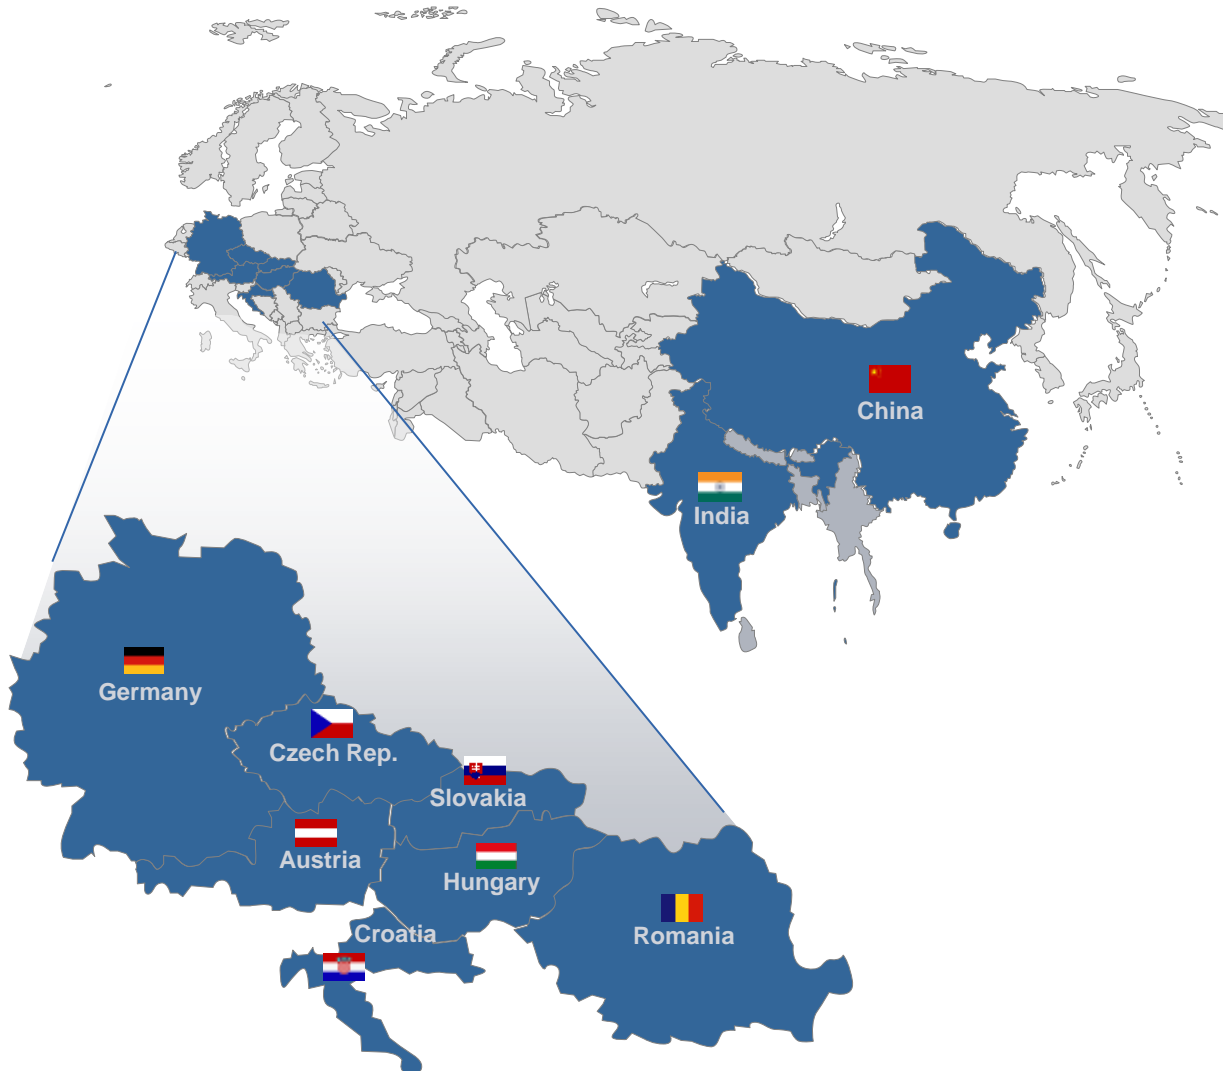 China
India
Germany
Czech Rep.
Slovakia
Austria
Hungary
Croatia
Romania